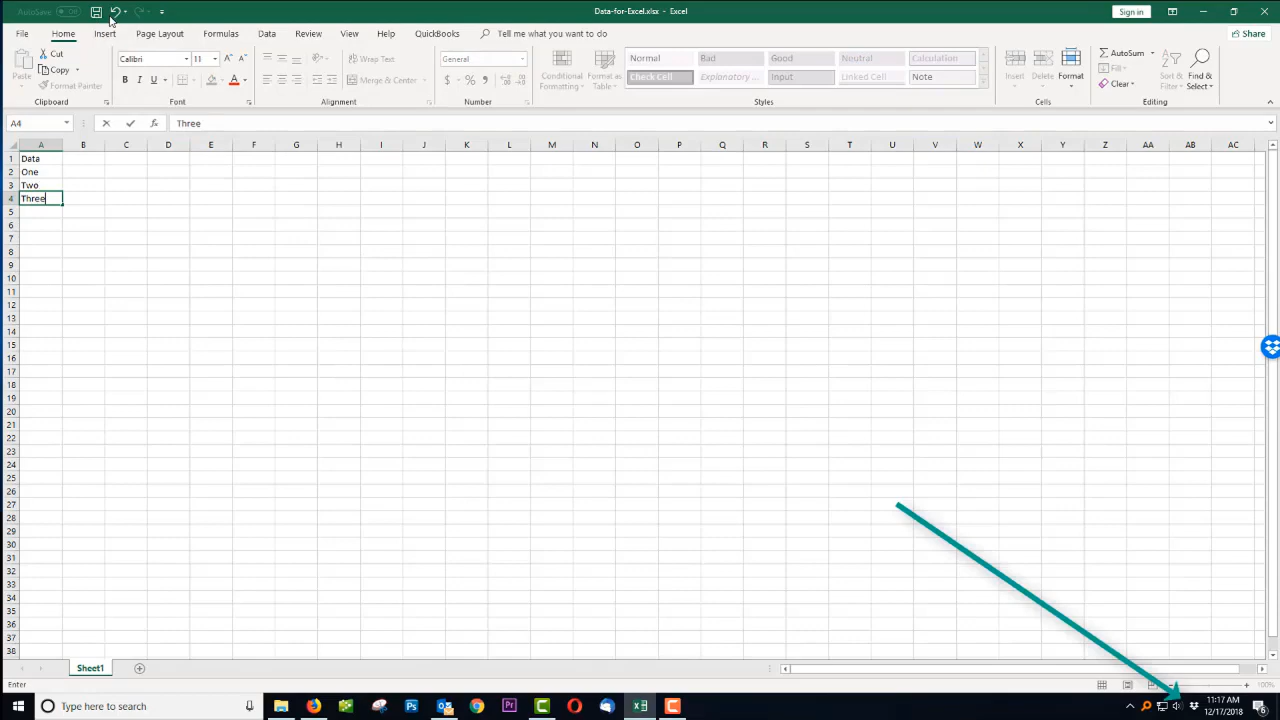 AutoSave Off Data-for-Excel.xlsx - Excel Sign in
File Home Insert Page Layout Formulas Data Review View Help QuickBooks Tell me what you want to do Share
Cut Calibri 11 Wrap Text General Normal Bad Good Neutral Calculation AutoSum
Copy Fill
Paste Format Painter B I U A Merge & Center $ % , Conditional Formatting Format as Table Check Cell Explanatory ... Input Linked Cell Note Insert Delete Format Clear Sort & Filter Find & Select
Clipboard Font Alignment Number Styles Cells Editing
A4 fx Three
A B C D E F G H I J K L M N O P Q R S T U V W X Y Z AA AB AC
1 Data
2 One
3 Two
4 Three
5
6
7
8
9
10
11
12
13
14
15
16
17
18
19
20
21
22
23
24
25
26
27
28
29
30
31
32
33
34
35
36
37
38
Sheet1
Enter 100%
Type here to search 11:17 AM
12/17/2018 6